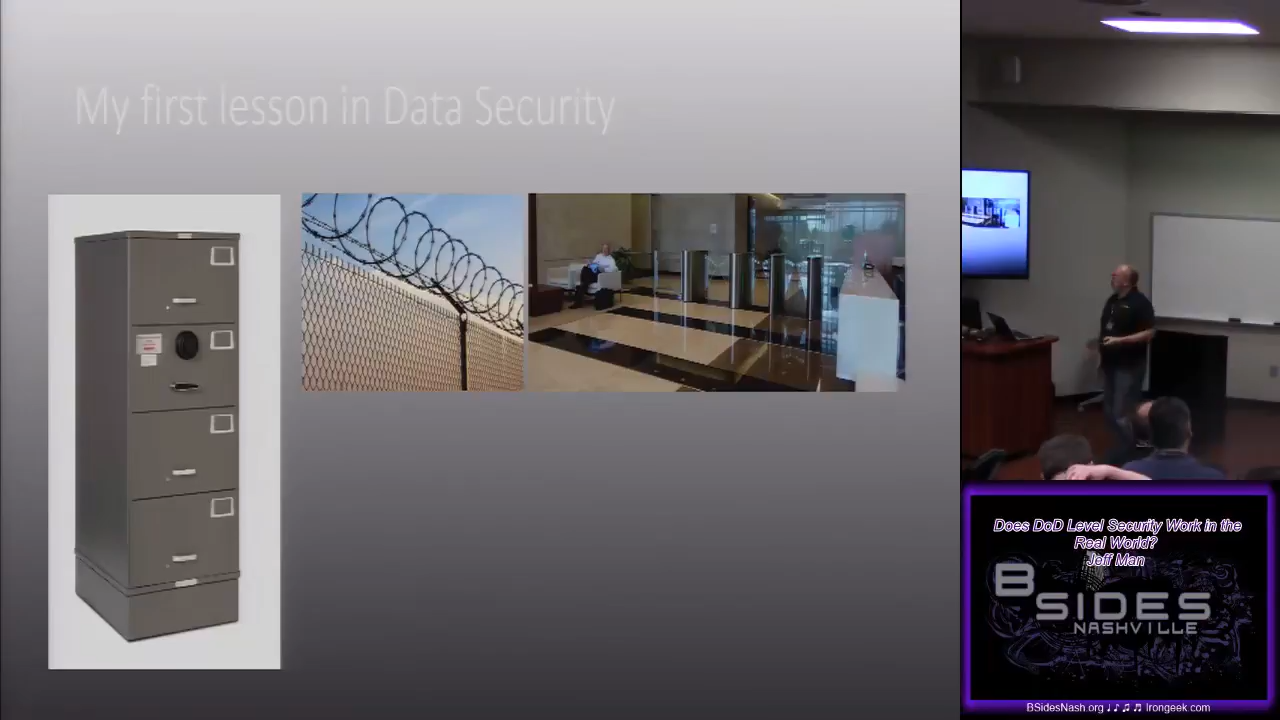 My first lesson in Data Security
Does DoD Level Security Work in the
Real World?
Jeff Man
BSIDES
NASHVILLE
BSidesNash.org ♩ ♪ ♫ ♬ Irongeek.com